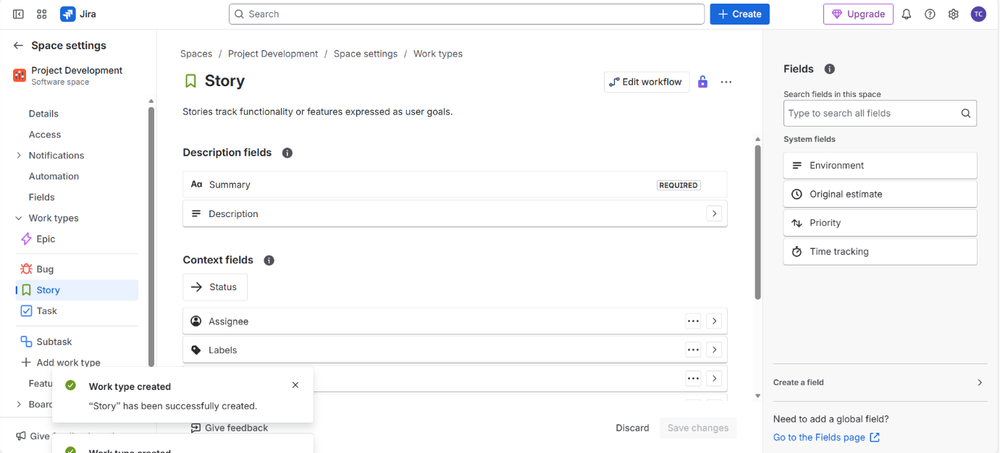 Jira
Search
Create
Upgrade
TC
Space settings
Project Development
Software space
Details
Access
Notifications
Automation
Fields
Work types
Epic
Bug
Story
Task
Subtask
Add work type
Featu
Board
Give
Spaces / Project Development / Space settings / Work types
Story
Edit workflow
Stories track functionality or features expressed as user goals.
Description fields
Aa Summary REQUIRED
Description
Context fields
Status
Assignee
Labels
Give feedback
Discard
Save changes
Work type created
“Story” has been successfully created.
Work type created
Fields
Search fields in this space
Type to search all fields
System fields
Environment
Original estimate
Priority
Time tracking
Create a field
Need to add a global field?
Go to the Fields page